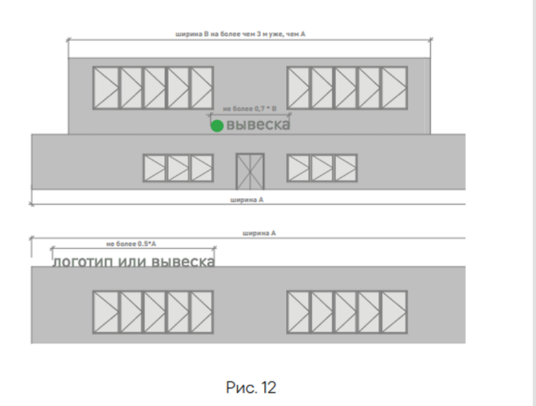 ширина B на более чем 3 м уже, чем A
не более 0,7 * B
вывеска
ширина A
ширина A
не более 0.5*A
логотип или вывеска
Рис. 12